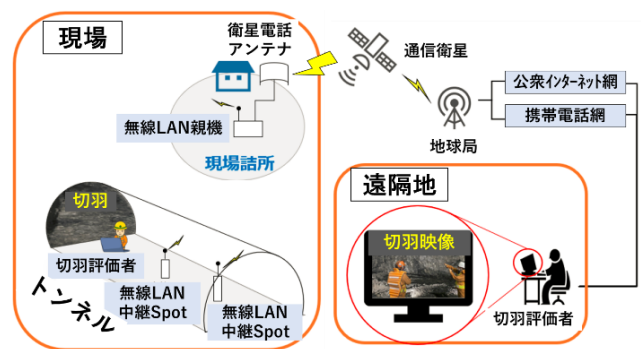 現場
衛星電話
アンテナ
通信衛星
無線LAN親機
現場詰所
地球局
公衆インターネット網
携帯電話網
切羽
切羽評価者
無線LAN
中継Spot
無線LAN
中継Spot
トンネル
遠隔地
切羽映像
切羽評価者